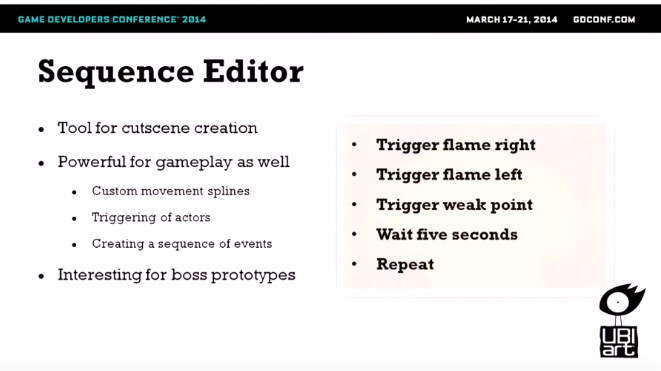 GAME DEVELOPERS CONFERENCE® 2014
MARCH 17-21, 2014 GDCONF.COM
Sequence Editor
• Tool for cutscene creation
• Powerful for gameplay as well
• Custom movement splines
• Triggering of actors
• Creating a sequence of events
• Interesting for boss prototypes
• Trigger flame right
• Trigger flame left
• Trigger weak point
• Wait five seconds
• Repeat
UBI
art